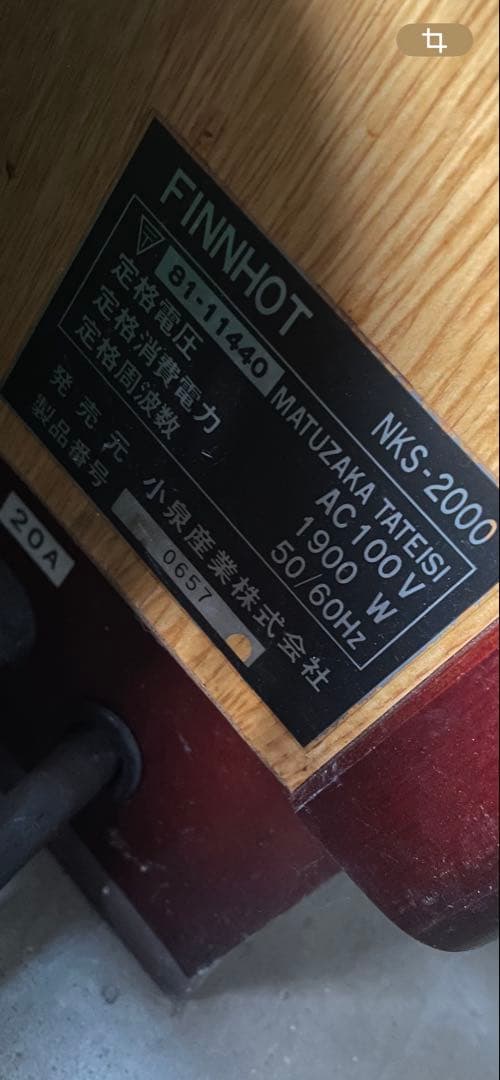 FINNHOT
NKS-2000
T 81-11440 MATUZAKA TATEISI
定格電圧 AC100V
定格消費電力 1900 W
定格周波数 50/60Hz
発売元 小泉産業株式会社
製品番号 0657
20A